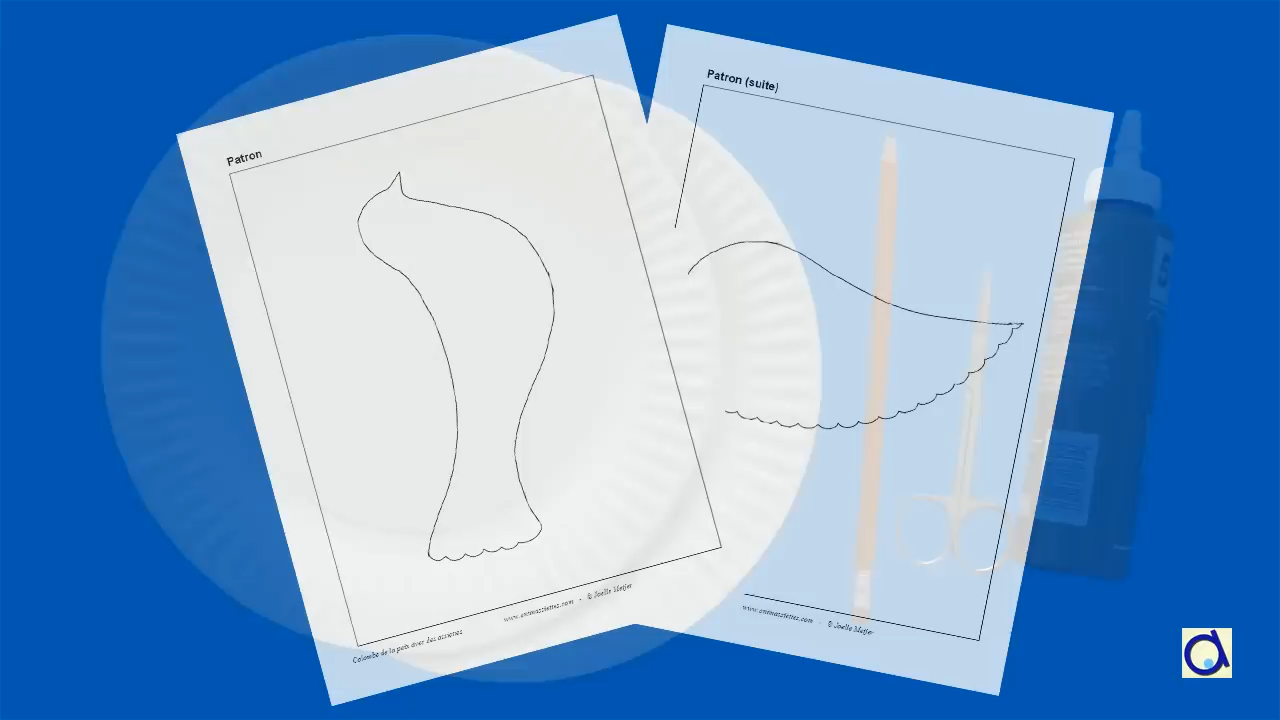 Patron
Colombe de la paix avec des assiettes
www.animassiettes.com - © Joëlle Meijer
Patron (suite)
www.animassiettes.com - © Joëlle Meijer